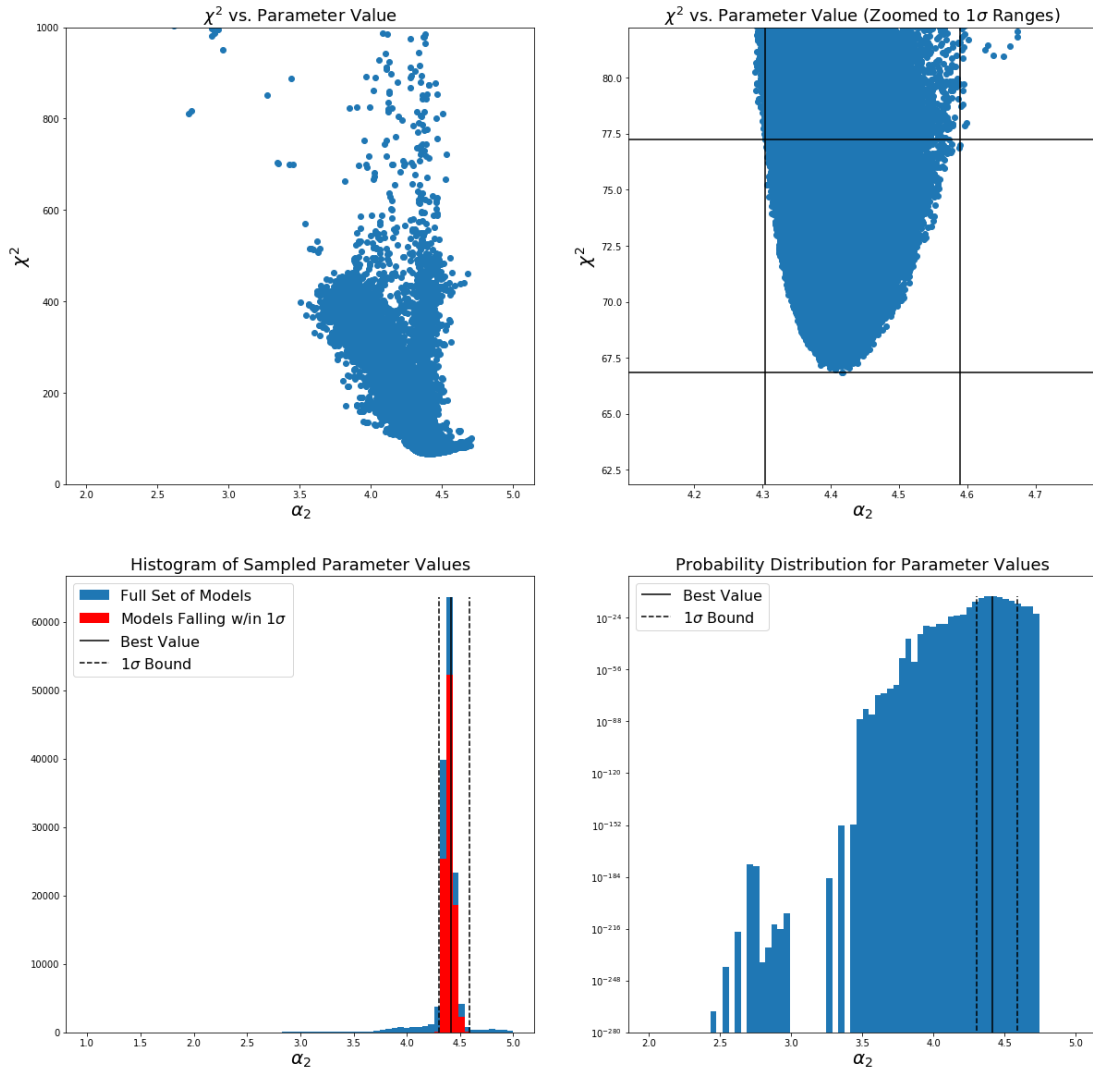 χ² vs. Parameter Value
1000
800
600
400
200
0
χ²
2.0 2.5 3.0 3.5 4.0 4.5 5.0
α₂
χ² vs. Parameter Value (Zoomed to 1σ Ranges)
80.0
77.5
75.0
72.5
70.0
67.5
65.0
62.5
χ²
4.2 4.3 4.4 4.5 4.6 4.7
α₂
Histogram of Sampled Parameter Values
Full Set of Models
Models Falling w/in 1σ
Best Value
1σ Bound
60000
50000
40000
30000
20000
10000
0
1.0 1.5 2.0 2.5 3.0 3.5 4.0 4.5 5.0
α₂
Probability Distribution for Parameter Values
Best Value
1σ Bound
10⁻²⁴
10⁻⁵⁶
10⁻⁸⁸
10⁻¹²⁰
10⁻¹⁵²
10⁻¹⁸⁴
10⁻²¹⁶
10⁻²⁴⁸
10⁻²⁸⁰
2.0 2.5 3.0 3.5 4.0 4.5 5.0
α₂